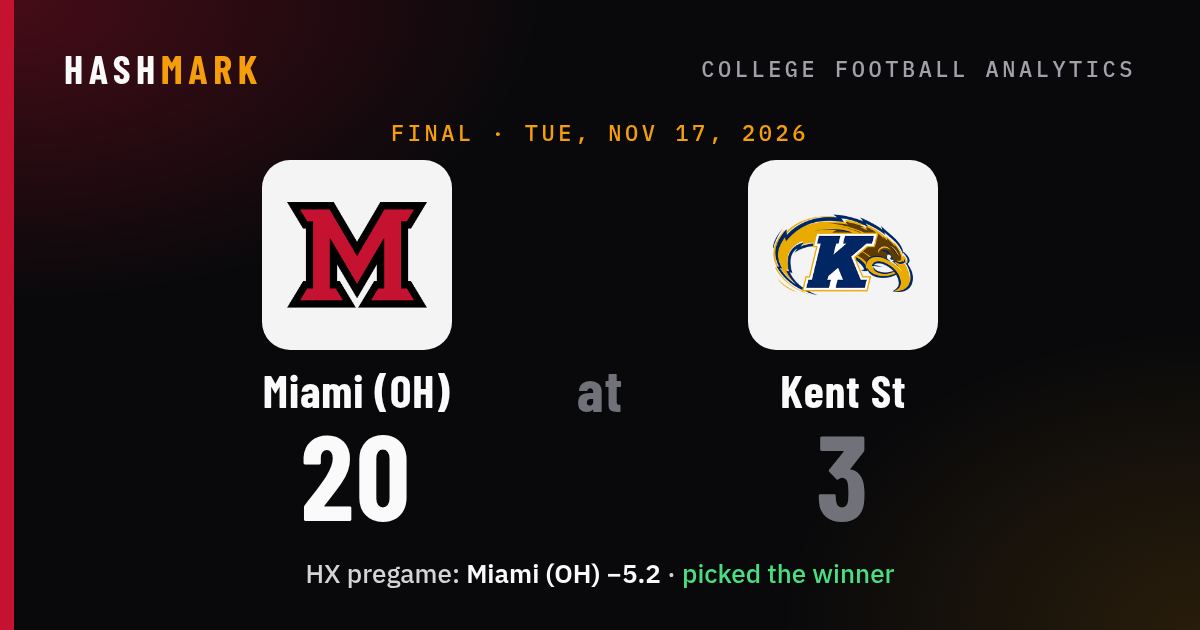 HASHMARK
COLLEGE FOOTBALL ANALYTICS
FINAL · TUE, NOV 17, 2026
M
K
Miami (OH) at Kent St
20 3
HX pregame: Miami (OH) −5.2 · picked the winner